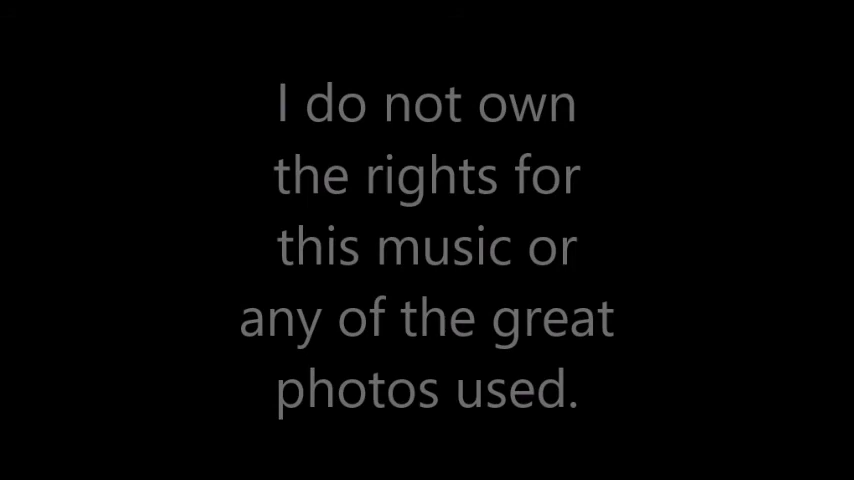 I do not own
the rights for
this music or
any of the great
photos used.